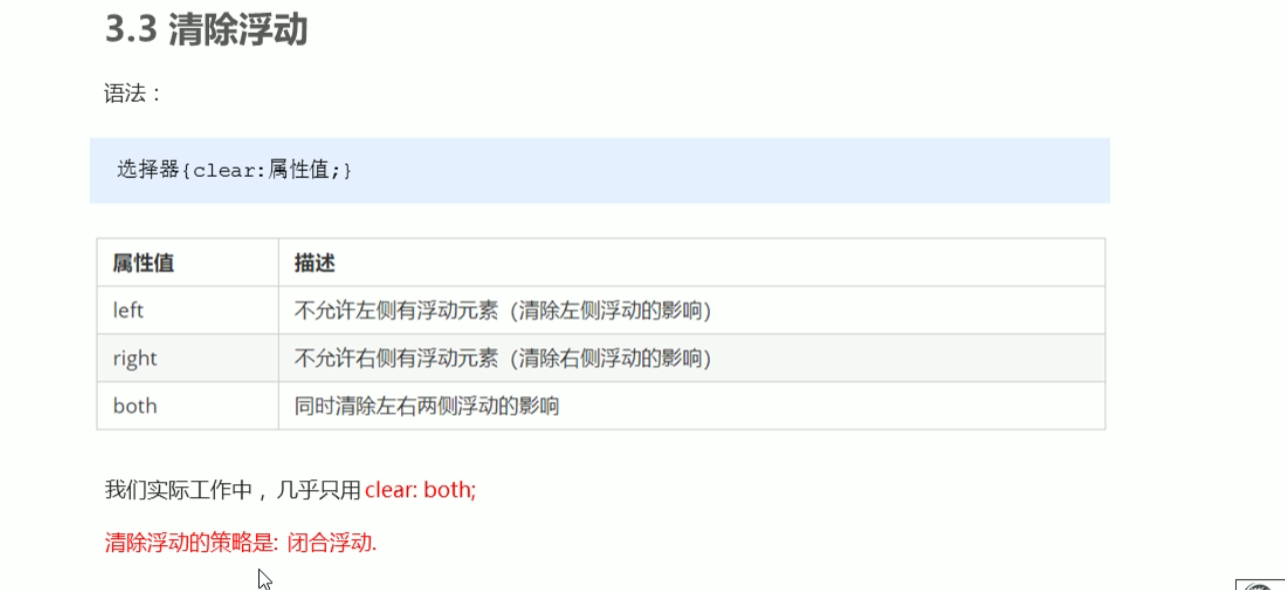 3.3 清除浮动
语法：
选择器{clear:属性值;}
属性值 描述
left 不允许左侧有浮动元素（清除左侧浮动的影响）
right 不允许右侧有浮动元素（清除右侧浮动的影响）
both 同时清除左右两侧浮动的影响
我们实际工作中，几乎只用 clear: both;
清除浮动的策略是: 闭合浮动.